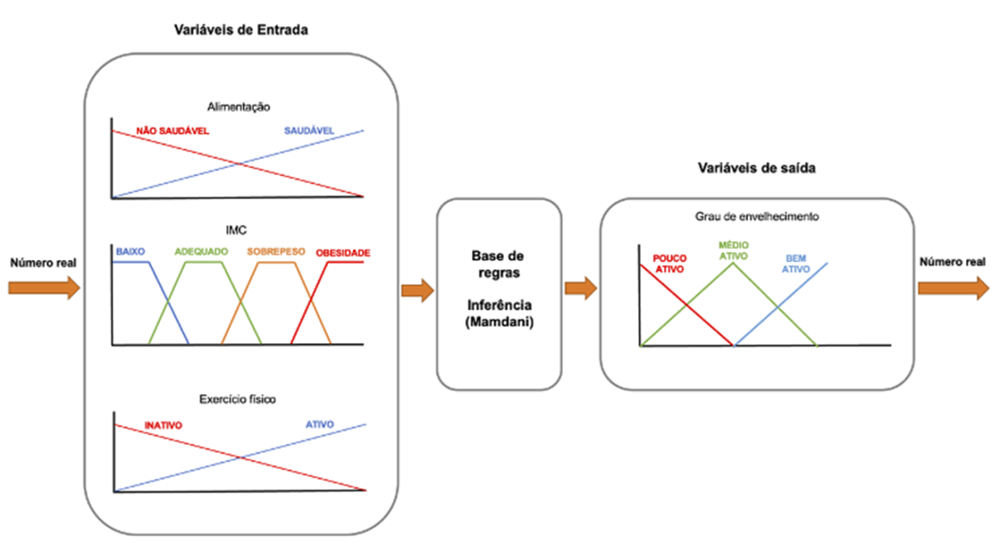 Variáveis de Entrada
Alimentação
NÃO SAUDÁVEL
SAUDÁVEL
IMC
BAIXO
ADEQUADO
SOBREPESO
OBESIDADE
Exercício físico
INATIVO
ATIVO
Número real
Base de
regras
Inferência
(Mamdani)
Variáveis de saída
Grau de envelhecimento
POUCO
ATIVO
MÉDIO
ATIVO
BEM
ATIVO
Número real